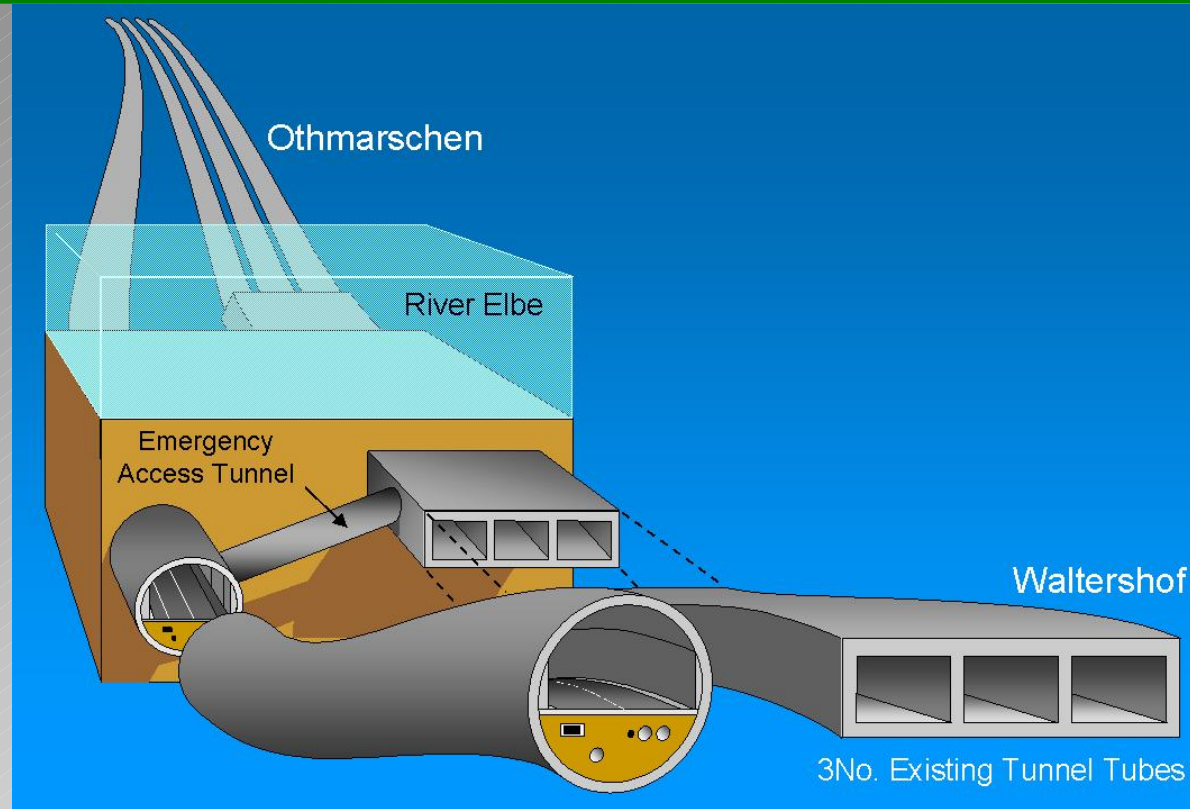 Othmarschen
River Elbe
Emergency
Access Tunnel
Waltershof
3No. Existing Tunnel Tubes